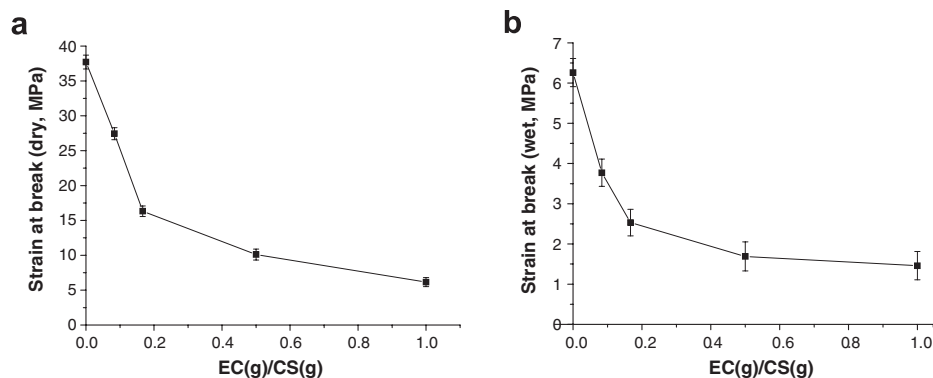 a
40
35
30
25
20
15
10
5
0
Strain at break (dry, MPa)
0.0 0.2 0.4 0.6 0.8 1.0
EC(g)/CS(g)
b
7
6
5
4
3
2
1
0
Strain at break (wet, MPa)
0.0 0.2 0.4 0.6 0.8 1.0
EC(g)/CS(g)